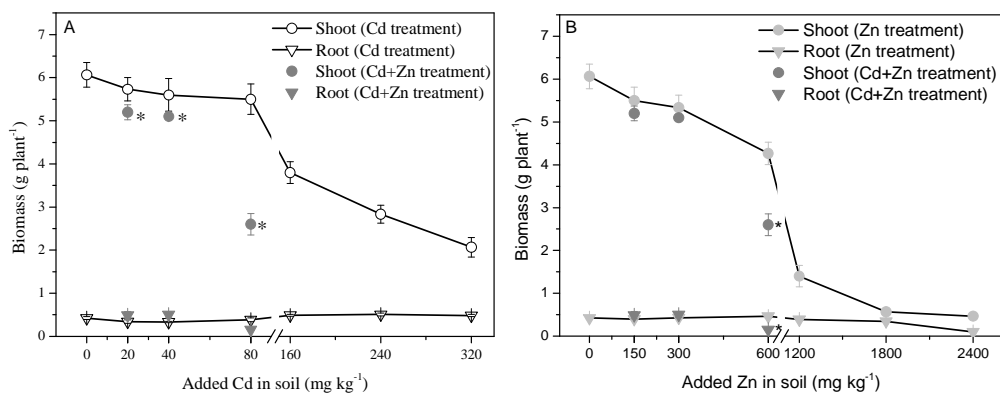 A
Shoot (Cd treatment)
Root (Cd treatment)
Shoot (Cd+Zn treatment)
Root (Cd+Zn treatment)
7
6
5
4
3
2
1
0
* *
*
0 20 40 80 160 240 320
Biomass (g plant⁻¹)
Added Cd in soil (mg kg⁻¹)
B
Shoot (Zn treatment)
Root (Zn treatment)
Shoot (Cd+Zn treatment)
Root (Cd+Zn treatment)
7
6
5
4
3
2
1
0
*
*
0 150 300 600 1200 1800 2400
Biomass (g plant⁻¹)
Added Zn in soil (mg kg⁻¹)